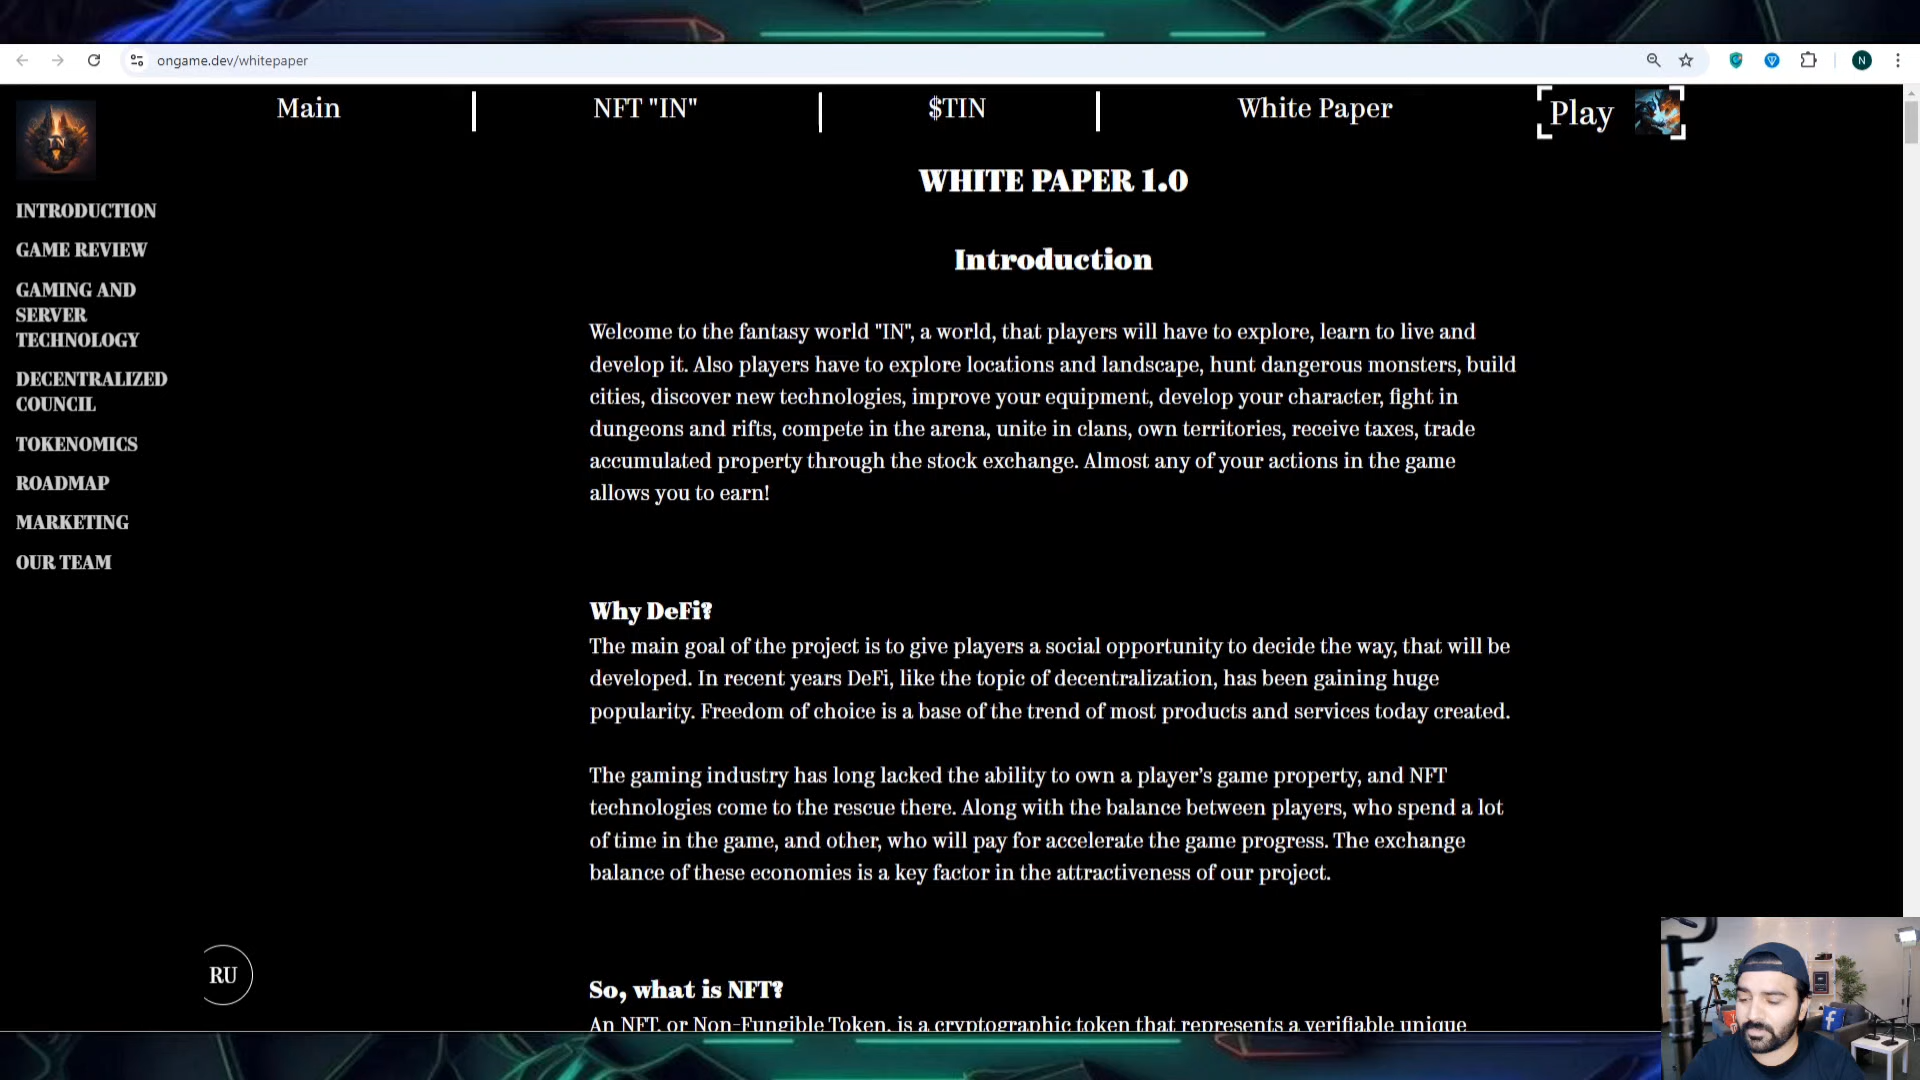 ongame.dev/whitepaper
N
Main
NFT "IN"
$TIN
White Paper
Play
IN
INTRODUCTION
GAME REVIEW
GAMING AND
SERVER
TECHNOLOGY
DECENTRALIZED
COUNCIL
TOKENOMICS
ROADMAP
MARKETING
OUR TEAM
RU
WHITE PAPER 1.0
Introduction
Welcome to the fantasy world "IN", a world, that players will have to explore, learn to live and
develop it. Also players have to explore locations and landscape, hunt dangerous monsters, build
cities, discover new technologies, improve your equipment, develop your character, fight in
dungeons and rifts, compete in the arena, unite in clans, own territories, receive taxes, trade
accumulated property through the stock exchange. Almost any of your actions in the game
allows you to earn!
Why DeFi?
The main goal of the project is to give players a social opportunity to decide the way, that will be
developed. In recent years DeFi, like the topic of decentralization, has been gaining huge
popularity. Freedom of choice is a base of the trend of most products and services today created.
The gaming industry has long lacked the ability to own a player’s game property, and NFT
technologies come to the rescue there. Along with the balance between players, who spend a lot
of time in the game, and other, who will pay for accelerate the game progress. The exchange
balance of these economies is a key factor in the attractiveness of our project.
So, what is NFT?
An NFT, or Non-Fungible Token, is a cryptographic token that represents a verifiable unique